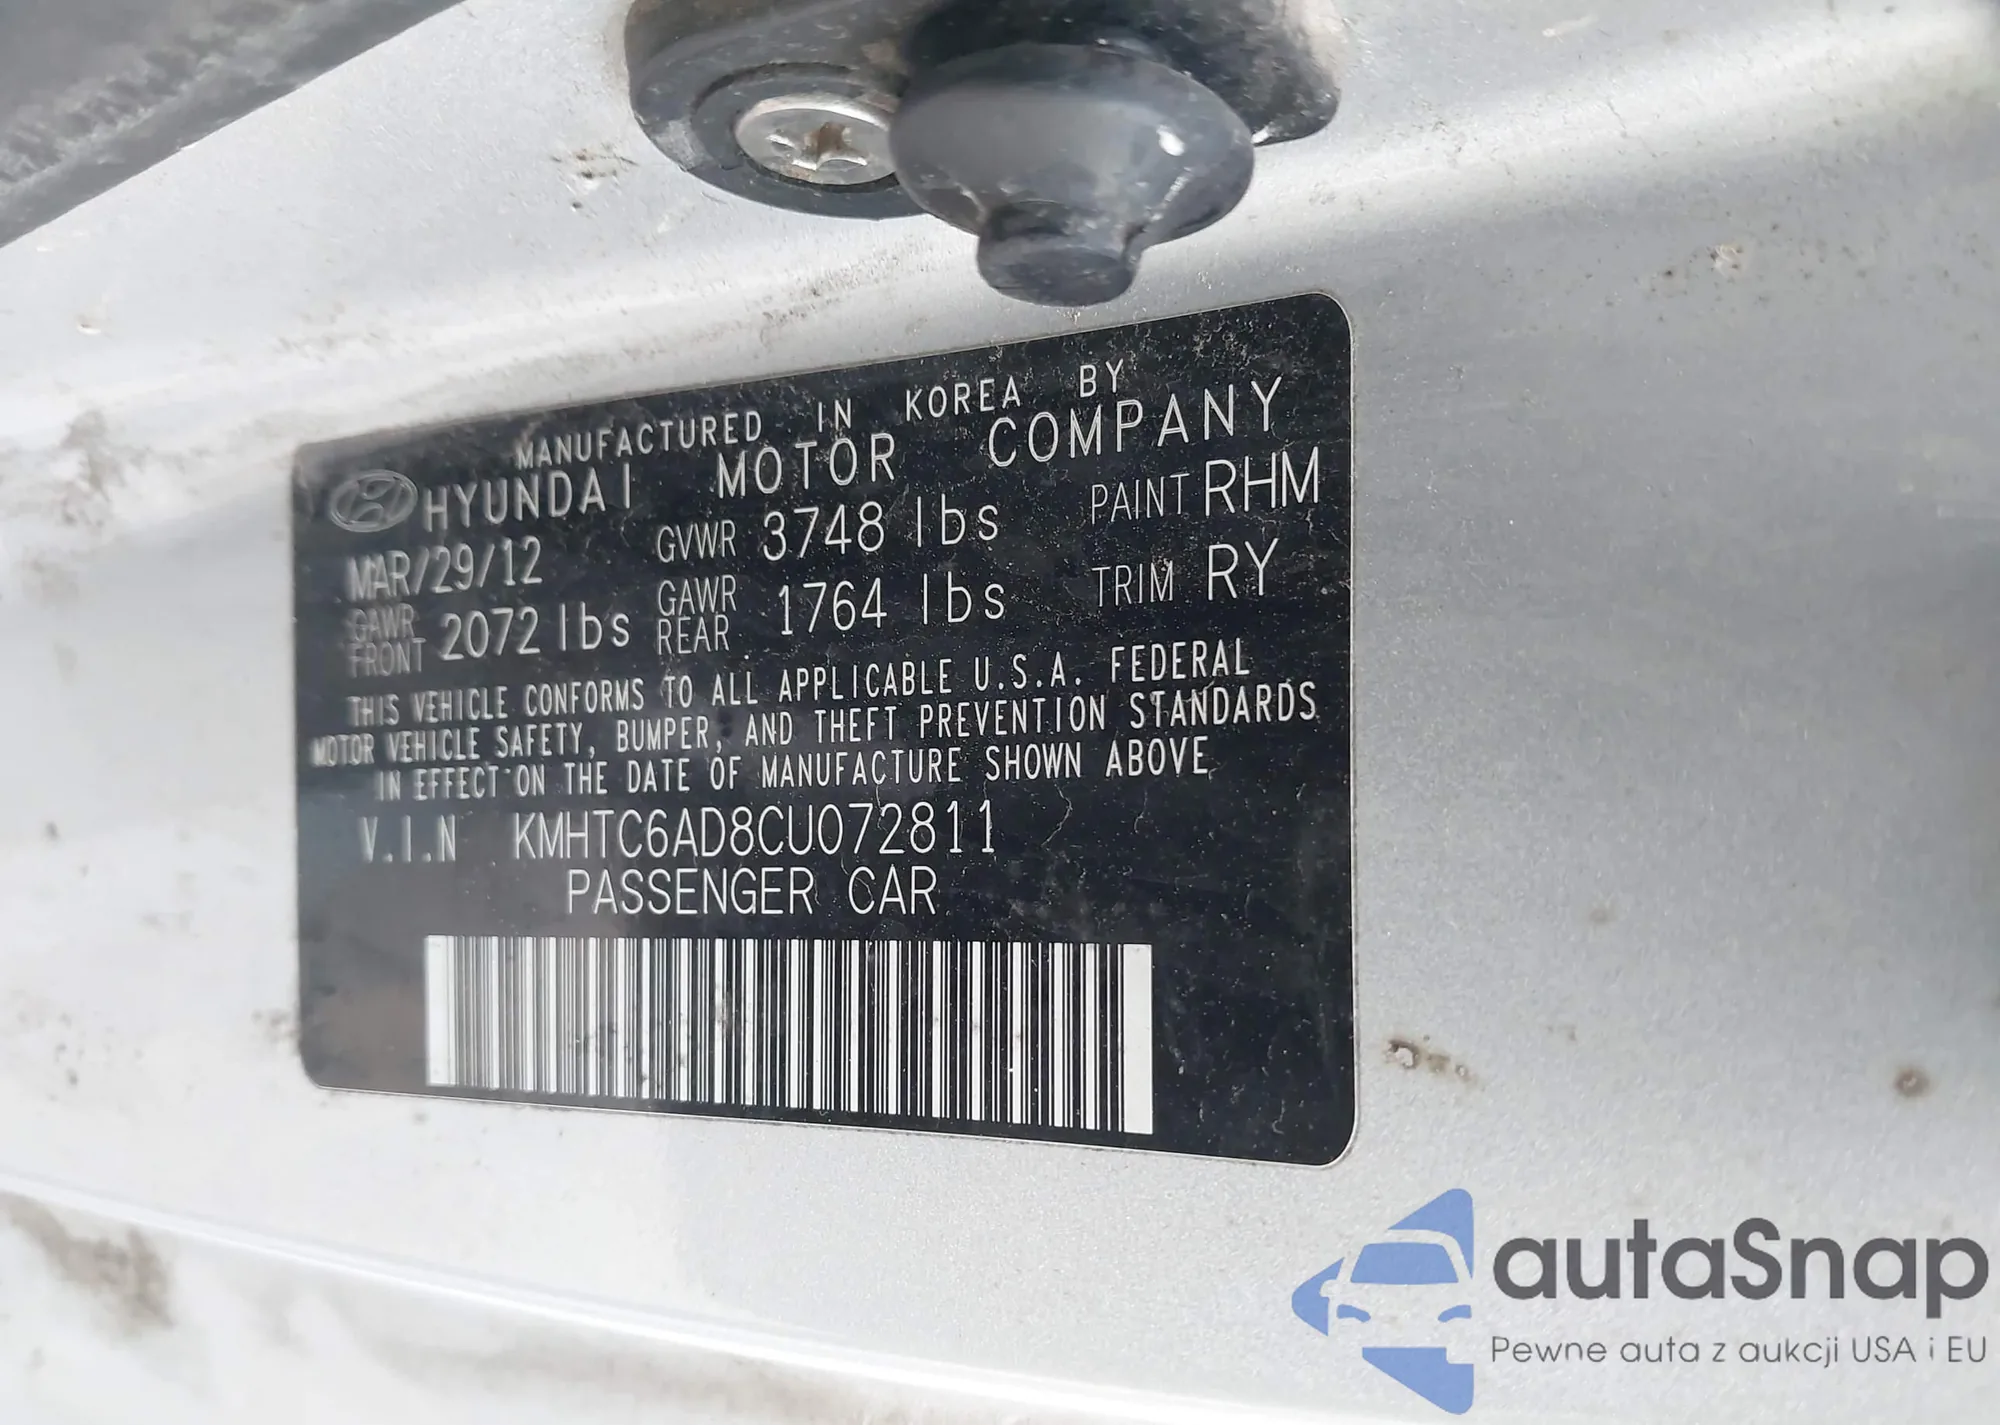 MANUFACTURED IN KOREA BY
HYUNDAI MOTOR COMPANY
MAR/29/12 GVWR 3748 lbs PAINT RHM
GAWR FRONT 2072 lbs GAWR REAR 1764 lbs TRIM RY
THIS VEHICLE CONFORMS TO ALL APPLICABLE U.S.A. FEDERAL
MOTOR VEHICLE SAFETY, BUMPER, AND THEFT PREVENTION STANDARDS
IN EFFECT ON THE DATE OF MANUFACTURE SHOWN ABOVE
V.I.N KMHTC6AD8CU072811
PASSENGER CAR
autaSnap
Pewne auta z aukcji USA i EU